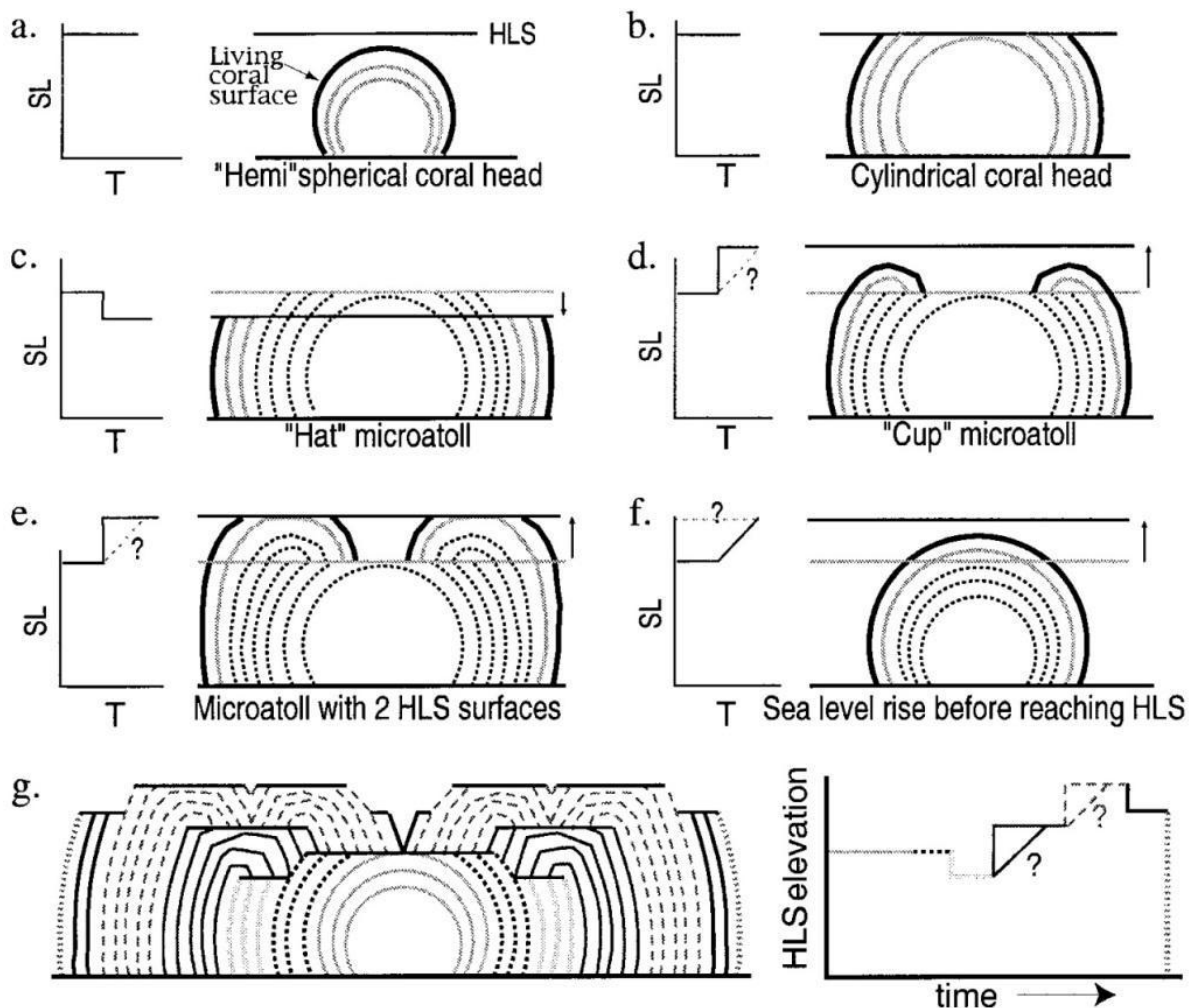 a.
SL
T
HLS
Living
coral
surface
"Hemi"spherical coral head
b.
SL
T
Cylindrical coral head
c.
SL
T
"Hat" microatoll
d.
SL
?
T
"Cup" microatoll
e.
SL
?
T
Microatoll with 2 HLS surfaces
f.
SL
?
T
Sea level rise before reaching HLS
g.
HLS elevation
?
?
time